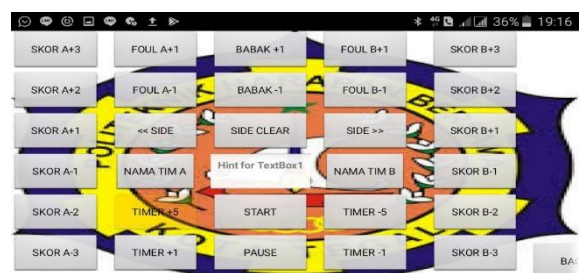 4G 36% 19:16
SKOR A+3 FOUL A+1 BABAK +1 FOUL B+1 SKOR B+3
SKOR A+2 FOUL A-1 BABAK -1 FOUL B-1 SKOR B+2
SKOR A+1 << SIDE SIDE CLEAR SIDE >> SKOR B+1
SKOR A-1 NAMA TIM A Hint for TextBox1 NAMA TIM B SKOR B-1
SKOR A-2 TIMER +5 START TIMER -5 SKOR B-2
SKOR A-3 TIMER +1 PAUSE TIMER -1 SKOR B-3